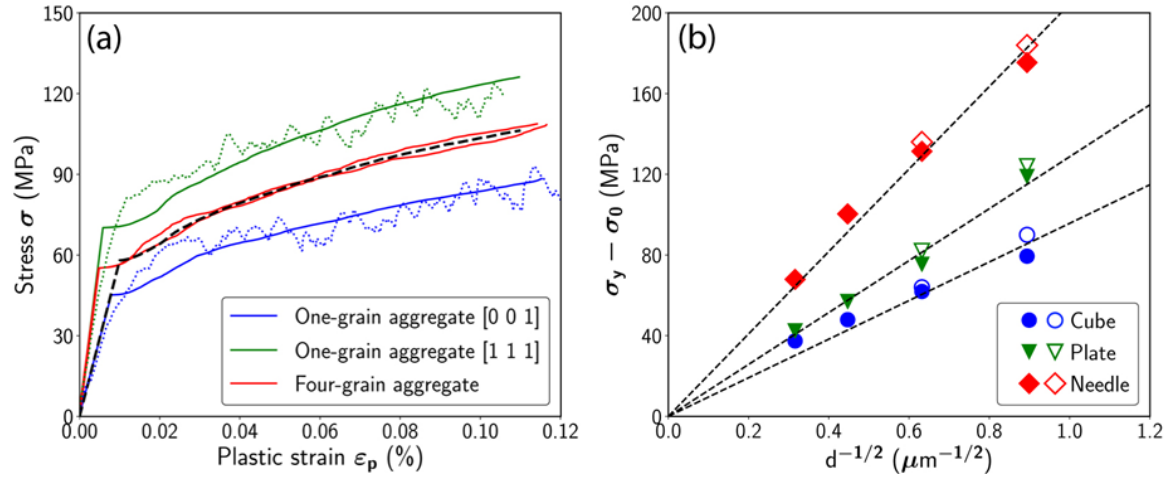 (a)
Stress σ (MPa)
150
120
90
60
30
0
0.00 0.02 0.04 0.06 0.08 0.10 0.12
Plastic strain εp (%)
One-grain aggregate [0 0 1]
One-grain aggregate [1 1 1]
Four-grain aggregate
(b)
σy − σ0 (MPa)
200
160
120
80
40
0
0.0 0.2 0.4 0.6 0.8 1.0 1.2
d−1/2 (μm−1/2)
Cube
Plate
Needle